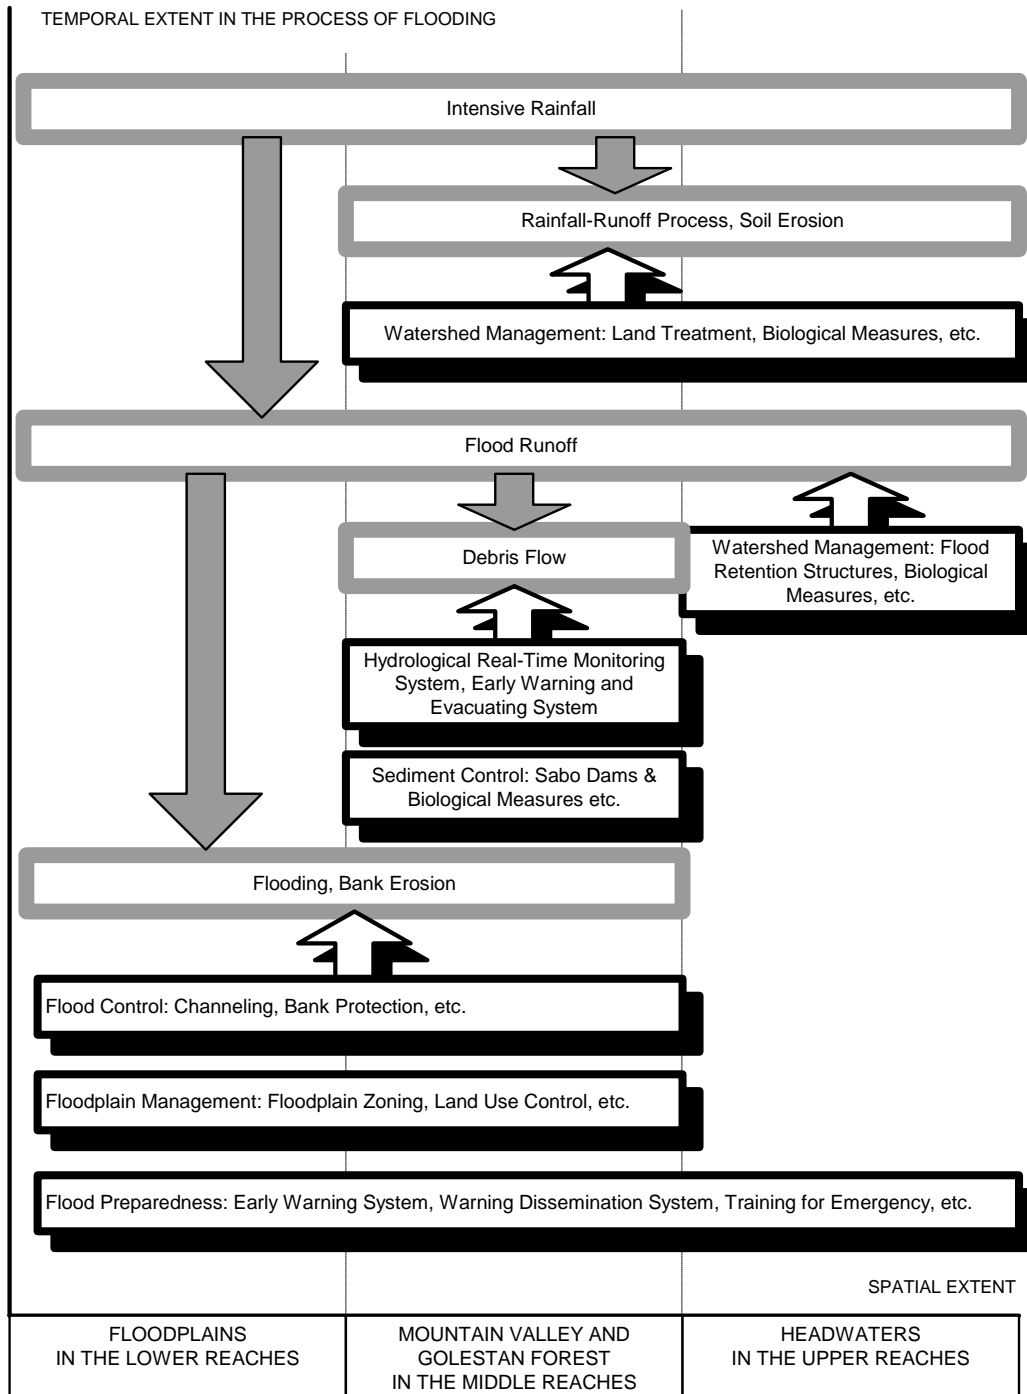 TEMPORAL EXTENT IN THE PROCESS OF FLOODING
Intensive Rainfall
Rainfall-Runoff Process, Soil Erosion
Watershed Management: Land Treatment, Biological Measures, etc.
Flood Runoff
Debris Flow
Watershed Management: Flood
Retention Structures, Biological
Measures, etc.
Hydrological Real-Time Monitoring
System, Early Warning and
Evacuating System
Sediment Control: Sabo Dams &
Biological Measures etc.
Flooding, Bank Erosion
Flood Control: Channeling, Bank Protection, etc.
Floodplain Management: Floodplain Zoning, Land Use Control, etc.
Flood Preparedness: Early Warning System, Warning Dissemination System, Training for Emergency, etc.
SPATIAL EXTENT
FLOODPLAINS
IN THE LOWER REACHES
MOUNTAIN VALLEY AND
GOLESTAN FOREST
IN THE MIDDLE REACHES
HEADWATERS
IN THE UPPER REACHES